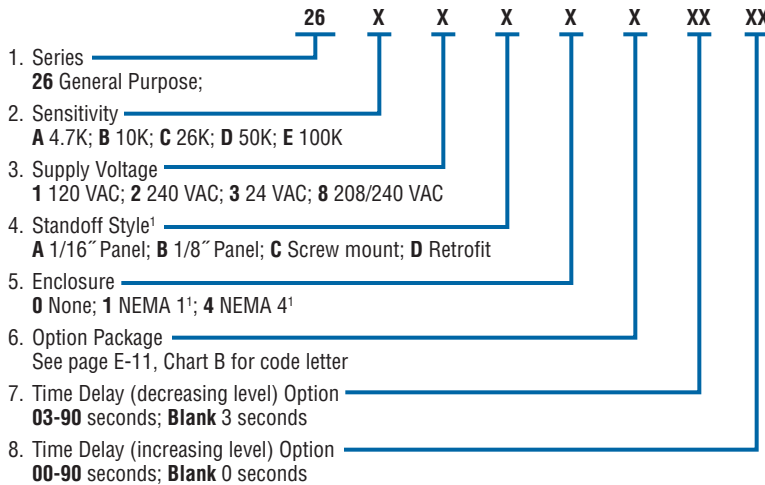 26 X X X X X XX XX
1. Series
26 General Purpose;
2. Sensitivity
A 4.7K; B 10K; C 26K; D 50K; E 100K
3. Supply Voltage
1 120 VAC; 2 240 VAC; 3 24 VAC; 8 208/240 VAC
4. Standoff Style¹
A 1/16˝ Panel; B 1/8˝ Panel; C Screw mount; D Retrofit
5. Enclosure
0 None; 1 NEMA 1¹; 4 NEMA 4¹
6. Option Package
See page E-11, Chart B for code letter
7. Time Delay (decreasing level) Option
03-90 seconds; Blank 3 seconds
8. Time Delay (increasing level) Option
00-90 seconds; Blank 0 seconds